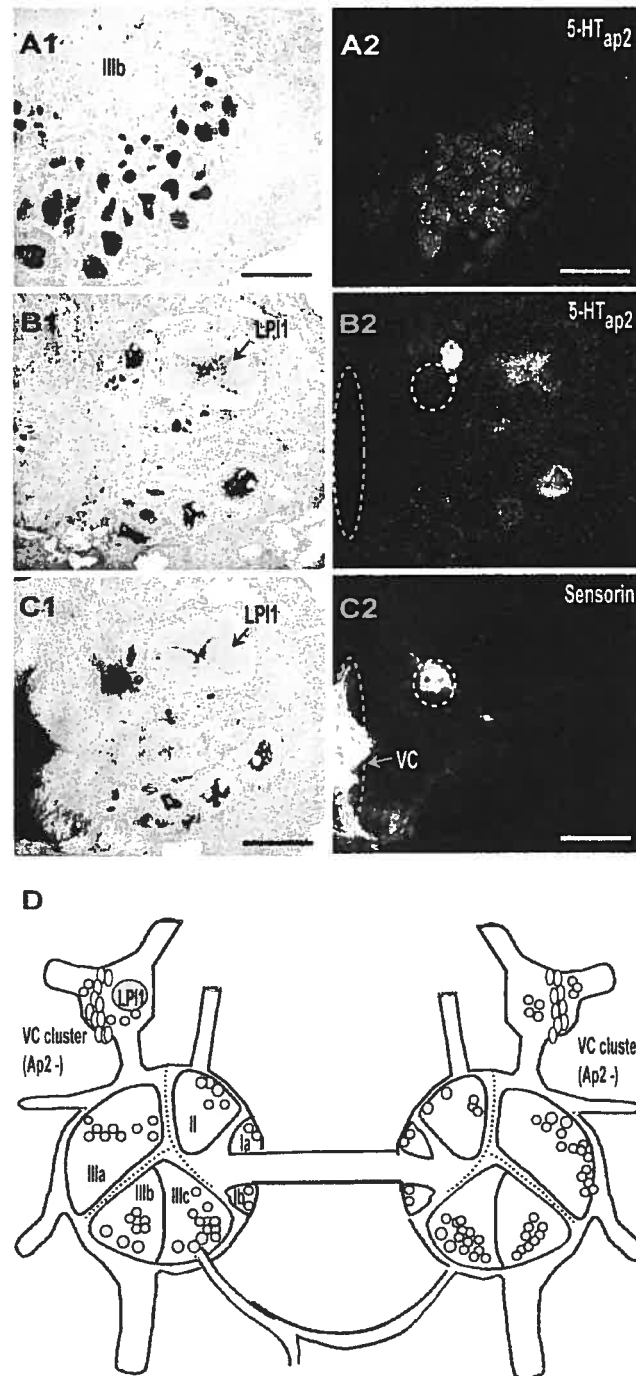 A1
IIIb
A2
5-HTap2
B1
LPl1
B2
5-HTap2
C1
LPl1
C2
Sensorin
VC
D
LPl1
VC cluster
(Ap2 -)
VC cluster
(Ap2 -)
II
Ia
IIIa
IIIb
IIIc
Ib